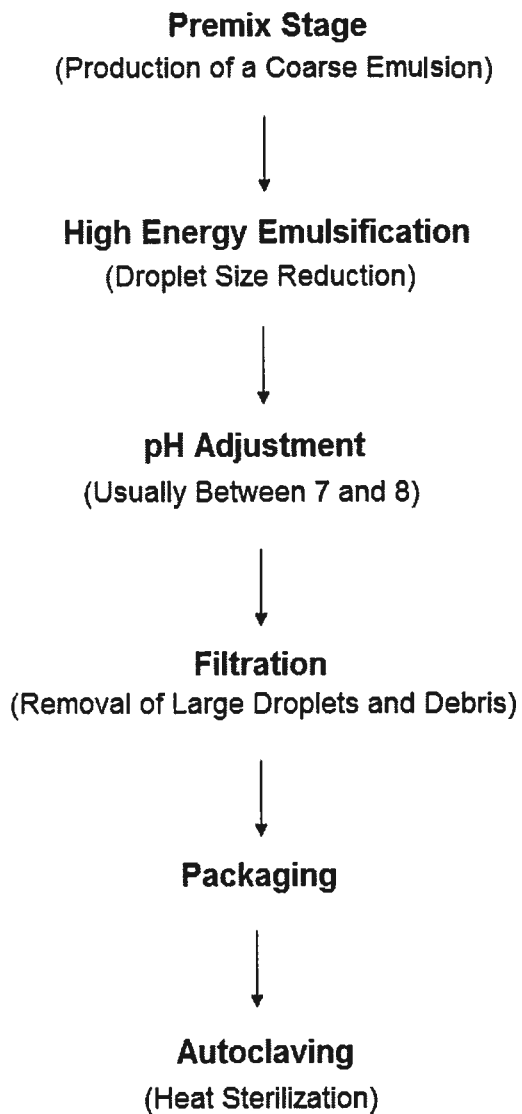 Premix Stage
(Production of a Coarse Emulsion)
High Energy Emulsification
(Droplet Size Reduction)
pH Adjustment
(Usually Between 7 and 8)
Filtration
(Removal of Large Droplets and Debris)
Packaging
Autoclaving
(Heat Sterilization)